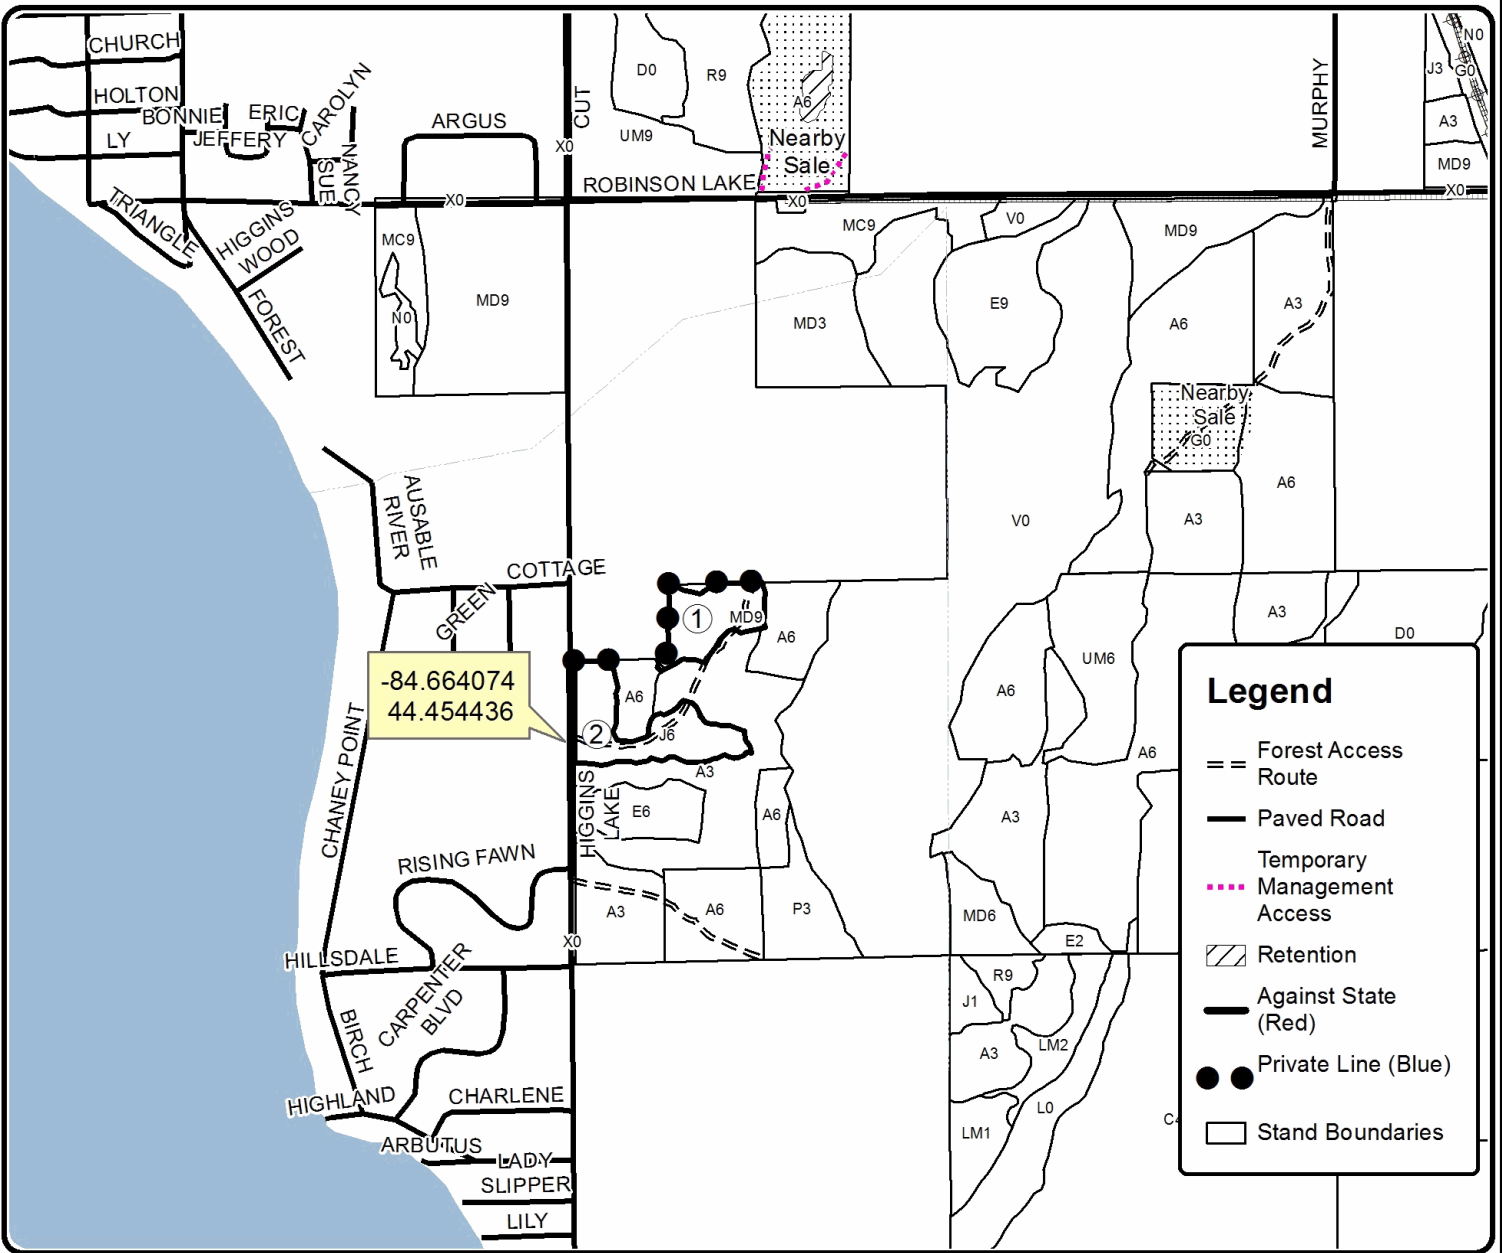 CHURCH
HOLTON
BONNIE
ERIC
CAROLYN
LY
JEFFERY
SUE
NANCY
ARGUS
CUT
X0
D0
R9
UM9
A6
Nearby
Sale
ROBINSON LAKE
MURPHY
N0
J3
G0
A3
MD9
X0
TRIANGLE
HIGGINS
WOOD
FOREST
X0
MC9
N0
MD9
X0
MC9
MD3
V0
E9
MD9
A6
A3
Nearby
Sale
G0
A6
A3
V0
AUSABLE
RIVER
COTTAGE
GREEN
1
MD9
A6
A6
2
J6
A3
-84.664074
44.454436
CHANEY POINT
HIGGINS
LAKE
E6
A6
RISING FAWN
A3
A6
P3
X0
HILLSDALE
CARPENTER
BLVD
BIRCH
HIGHLAND
CHARLENE
ARBUTUS
LADY
SLIPPER
LILY
UM6
A6
A6
A3
D0
A3
MD6
E2
R9
J1
A3
LM2
L0
LM1
Legend
Forest Access
Route
Paved Road
Temporary
Management
Access
Retention
Against State
(Red)
Private Line (Blue)
Stand Boundaries